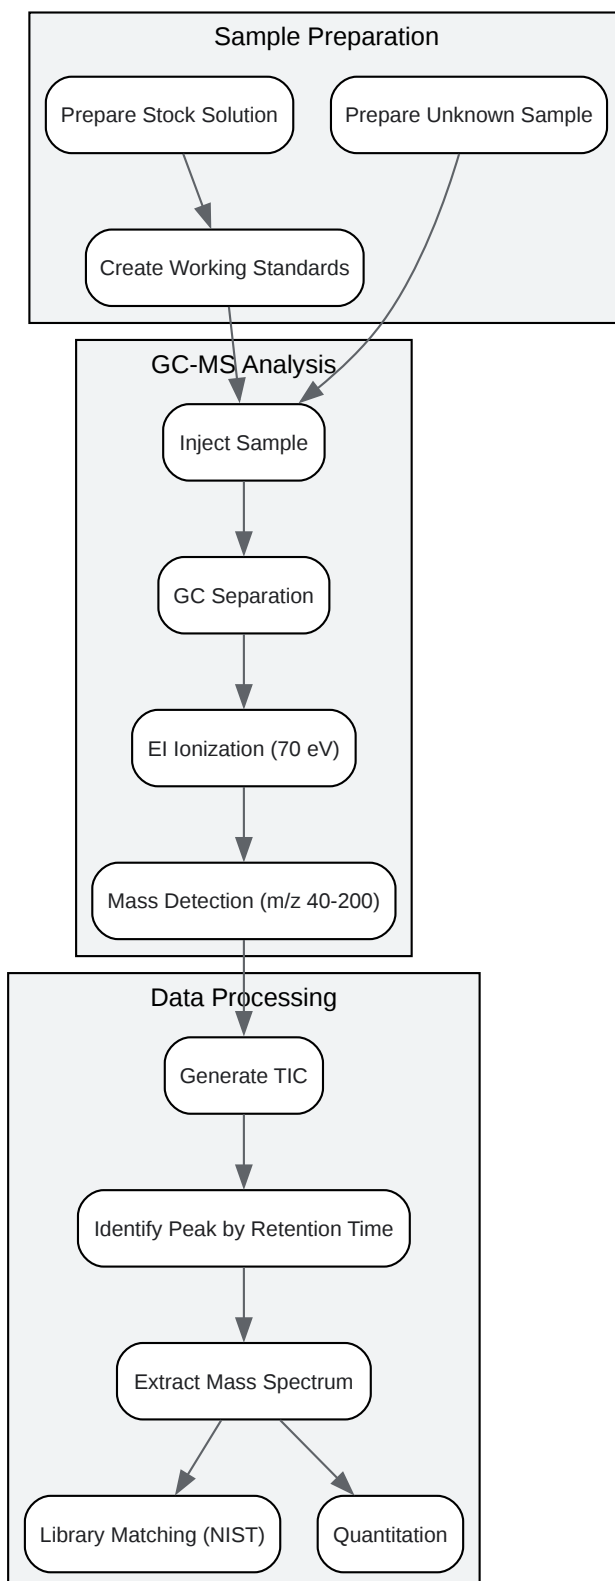 Sample Preparation
Prepare Stock Solution
Prepare Unknown Sample
Create Working Standards
GC-MS Analysis
Inject Sample
GC Separation
EI Ionization (70 eV)
Mass Detection (m/z 40-200)
Data Processing
Generate TIC
Identify Peak by Retention Time
Extract Mass Spectrum
Library Matching (NIST)
Quantitation